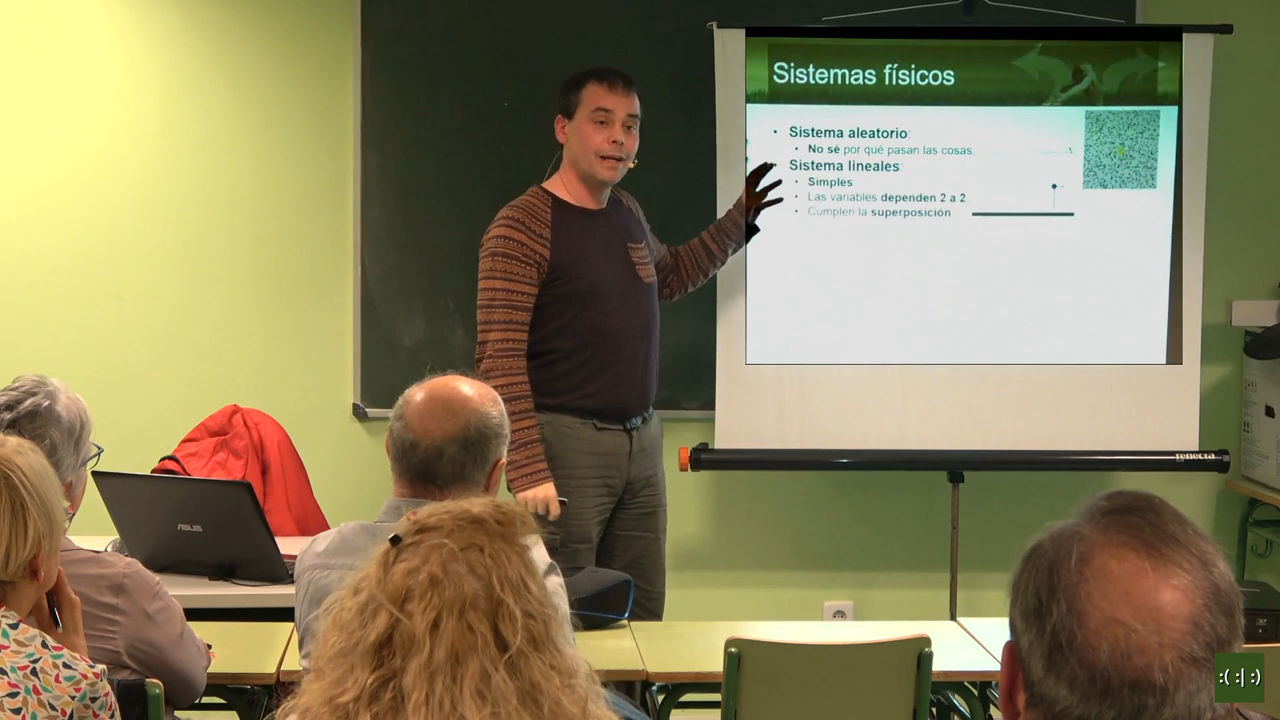 Sistemas físicos
Sistema aleatorio:
No sé por qué pasan las cosas.
Sistema lineales:
Simples
Las variables dependen 2 a 2
Cumplen la superposición
reflecta
ASUS
:( :| :)